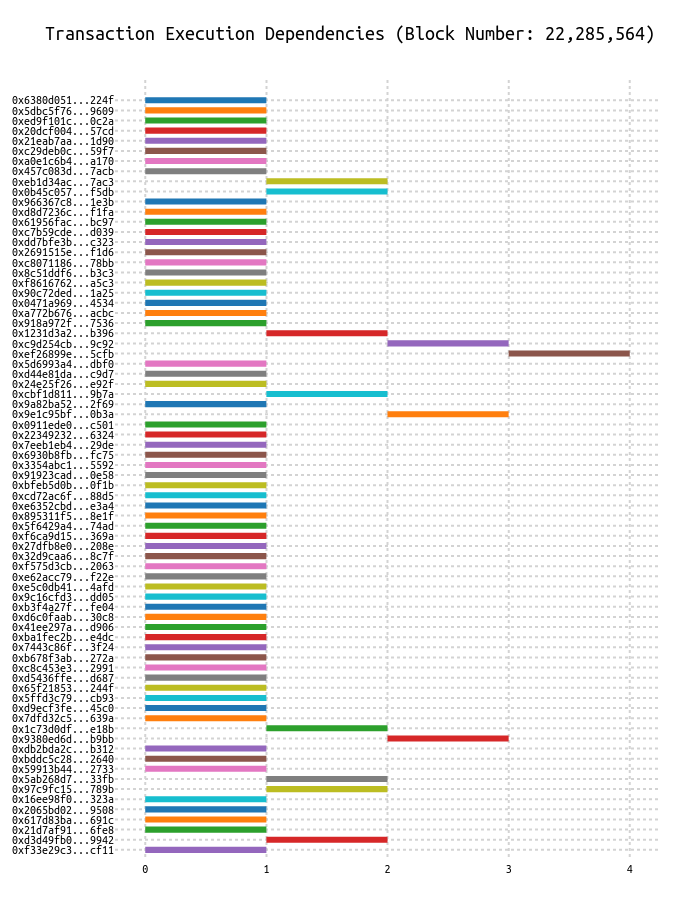 Transaction Execution Dependencies (Block Number: 22,285,564)
0x6380d051...224f
0x5dbc5f76...9609
0xed9f101c...0c2a
0x20dcf004...57cd
0x21eab7aa...1d90
0xc29deb0c...59f7
0xa0e1c6b4...a170
0x457c083d...7acb
0xeb1d34ac...7ac3
0x0b45c057...f5db
0x966367c8...1e3b
0xd8d7236c...f1fa
0x61956fac...bc97
0xc7b59cde...d039
0xdd7bfe3b...c323
0x2691515e...f1d6
0xc8071186...78bb
0x8c51ddf6...b3c3
0xf8616762...a5c3
0x90c72ded...1a25
0x0471a969...4534
0xa772b676...acbc
0x918a972f...7536
0x1231d3a2...b396
0xc9d254cb...9c92
0xef26899e...5cfb
0x5d6993a4...dbf0
0xd44e81da...c9d7
0x24e25f26...e92f
0xcbf1d811...9b7a
0x9a82ba52...2f69
0x9e1c95bf...0b3a
0x0911ede0...c501
0x22349232...6324
0x7eeb1eb4...29de
0x6930b8fb...fc75
0x3354abc1...5592
0x91923cad...0e58
0xbfeb5d0b...0f1b
0xcd72ac6f...88d5
0xe6352cbd...e3a4
0x895311f5...8e1f
0x5f6429a4...74ad
0xf6ca9d15...369a
0x27dfb8e0...208e
0x32d9caa6...8c7f
0xf575d3cb...2063
0xe62acc79...f22e
0xe5c0db41...4afd
0x9c16cfd3...dd05
0xb3f4a27f...fe04
0xd6c0faab...30c8
0x41ee297a...d906
0xba1fec2b...e4dc
0x7443c86f...3f24
0xb678f3ab...272a
0xc8c453e3...2991
0xd5436ffe...d687
0x65f21853...244f
0x5ffd3c79...cb93
0xd9ecf3fe...45c0
0x7dfd32c5...639a
0x1c73d0df...e18b
0x9380ed6d...b9bb
0xdb2bda2c...b312
0xbddc5c28...2640
0x59913b44...2733
0x5ab268d7...33fb
0x97c9fc15...789b
0x16ee98f0...323a
0x2065bd02...9508
0x617d83ba...691c
0x21d7af91...6fe8
0xd3d49fb0...9942
0xf33e29c3...cf11
0 1 2 3 4